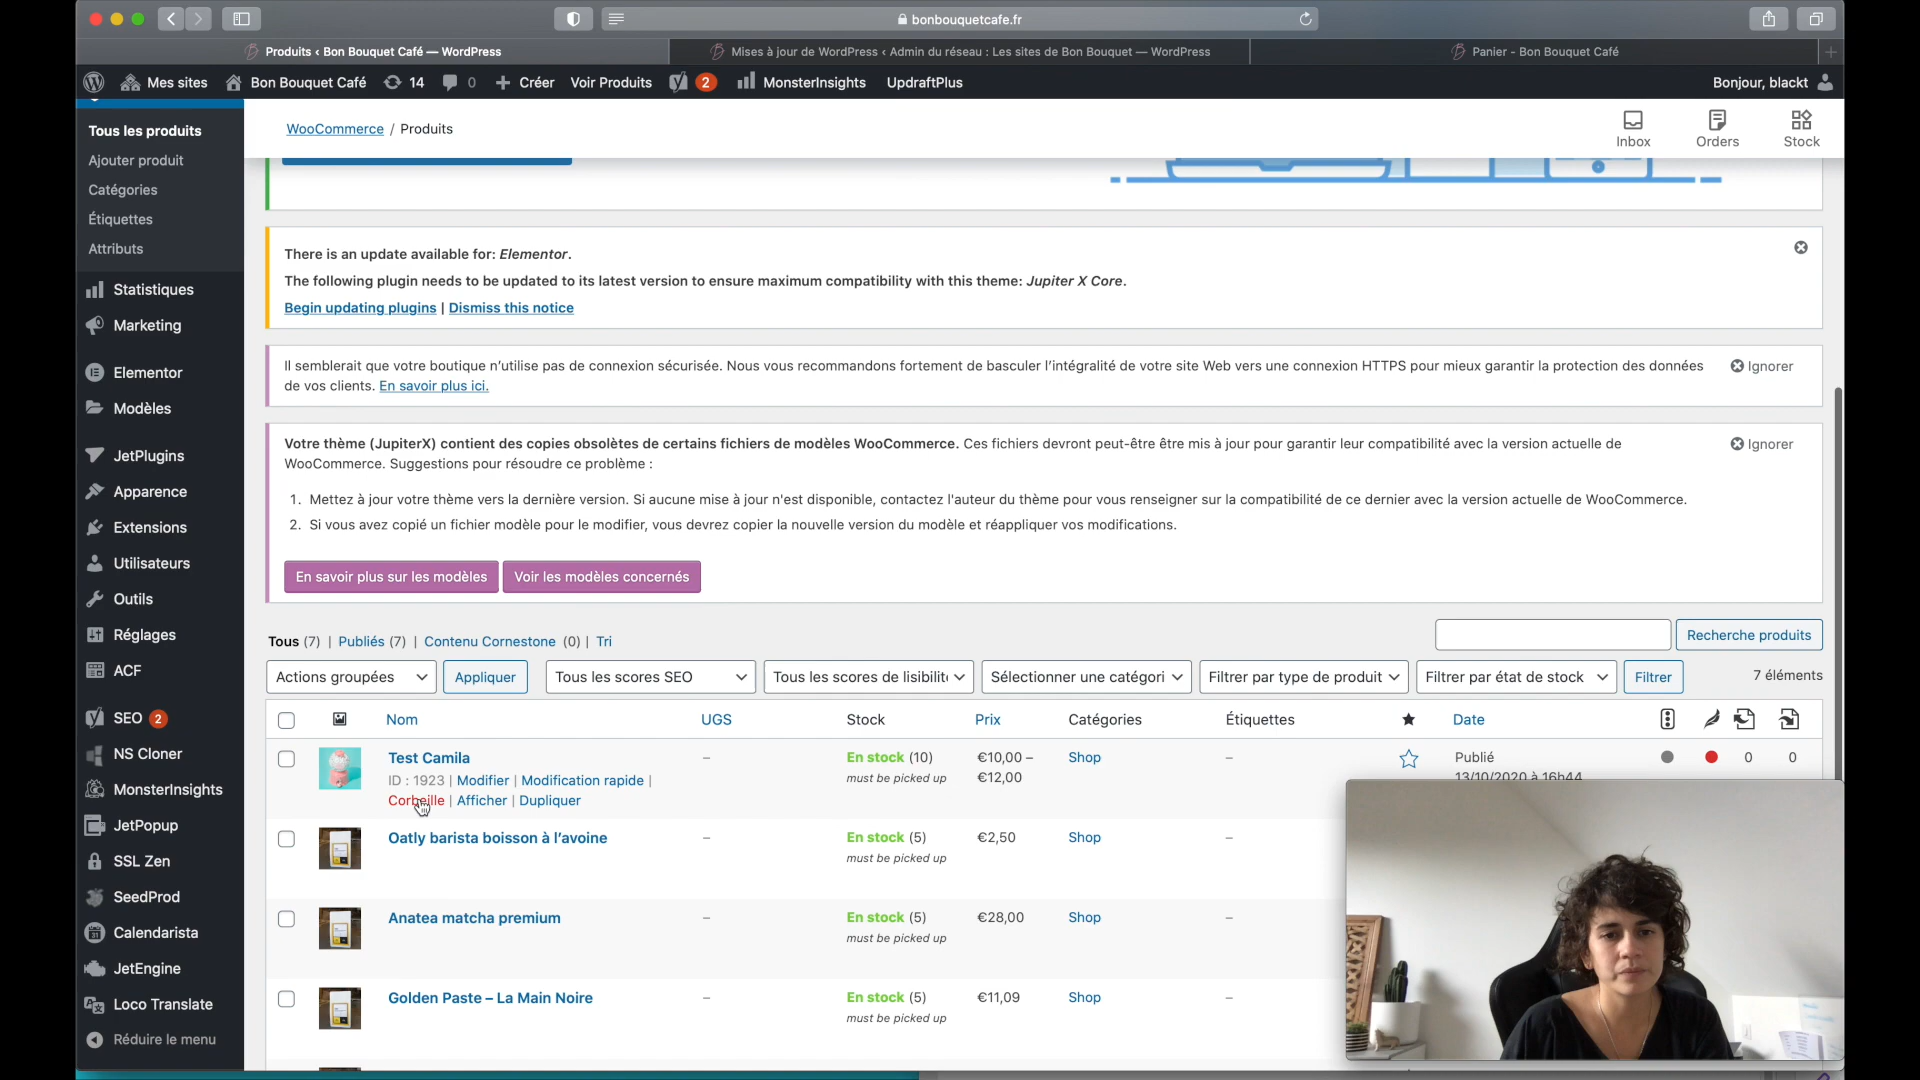 bonbouquetcafe.fr
Produits ‹ Bon Bouquet Café — WordPress
Mises à jour de WordPress ‹ Admin du réseau : Les sites de Bon Bouquet — WordPress
Panier - Bon Bouquet Café
Mes sites
Bon Bouquet Café
14
0
Créer
Voir Produits
2
MonsterInsights
UpdraftPlus
Bonjour, blackt
WooCommerce / Produits
Inbox
Orders
Stock
Tous les produits
Ajouter produit
Catégories
Étiquettes
Attributs
Statistiques
Marketing
Elementor
Modèles
JetPlugins
Apparence
Extensions
Utilisateurs
Outils
Réglages
ACF
SEO 2
NS Cloner
MonsterInsights
JetPopup
SSL Zen
SeedProd
Calendarista
JetEngine
Loco Translate
Réduire le menu
There is an update available for: Elementor.
The following plugin needs to be updated to its latest version to ensure maximum compatibility with this theme: Jupiter X Core.
Begin updating plugins | Dismiss this notice
Il semblerait que votre boutique n'utilise pas de connexion sécurisée. Nous vous recommandons fortement de basculer l'intégralité de votre site Web vers une connexion HTTPS pour mieux garantir la protection des données
de vos clients. En savoir plus ici.
Ignorer
Votre thème (JupiterX) contient des copies obsolètes de certains fichiers de modèles WooCommerce. Ces fichiers devront peut-être être mis à jour pour garantir leur compatibilité avec la version actuelle de
WooCommerce. Suggestions pour résoudre ce problème :
Ignorer
1. Mettez à jour votre thème vers la dernière version. Si aucune mise à jour n'est disponible, contactez l'auteur du thème pour vous renseigner sur la compatibilité de ce dernier avec la version actuelle de WooCommerce.
2. Si vous avez copié un fichier modèle pour le modifier, vous devrez copier la nouvelle version du modèle et réappliquer vos modifications.
En savoir plus sur les modèles
Voir les modèles concernés
Tous (7) | Publiés (7) | Contenu Cornestone (0) | Tri
Recherche produits
Actions groupées
Appliquer
Tous les scores SEO
Tous les scores de lisibilit
Sélectionner une catégori
Filtrer par type de produit
Filtrer par état de stock
Filtrer
7 éléments
Nom
UGS
Stock
Prix
Catégories
Étiquettes
Date
Test Camila
ID : 1923 | Modifier | Modification rapide |
Corbeille | Afficher | Dupliquer
–
En stock (10)
must be picked up
€10,00 –
€12,00
Shop
–
Publié
13/10/2020 à 16h44
0
0
Oatly barista boisson à l'avoine
–
En stock (5)
must be picked up
€2,50
Shop
–
Anatea matcha premium
–
En stock (5)
must be picked up
€28,00
Shop
–
Golden Paste – La Main Noire
–
En stock (5)
must be picked up
€11,09
Shop
–